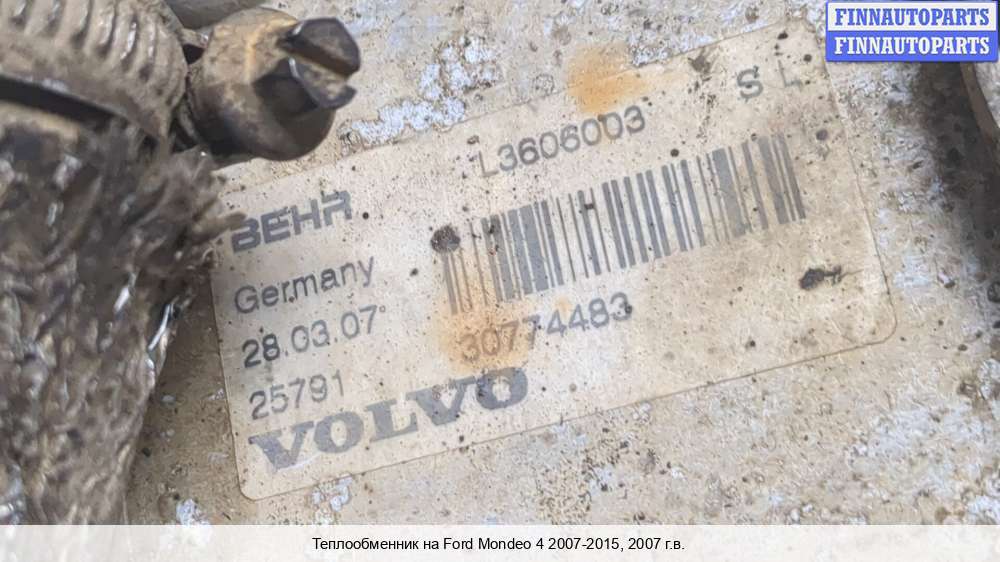 FINNAUTOPARTS
FINNAUTOPARTS
L3606003 S L
BEHR
Germany
28.03.07
25791
30774483
VOLVO
Теплообменник на Ford Mondeo 4 2007-2015, 2007 г.в.